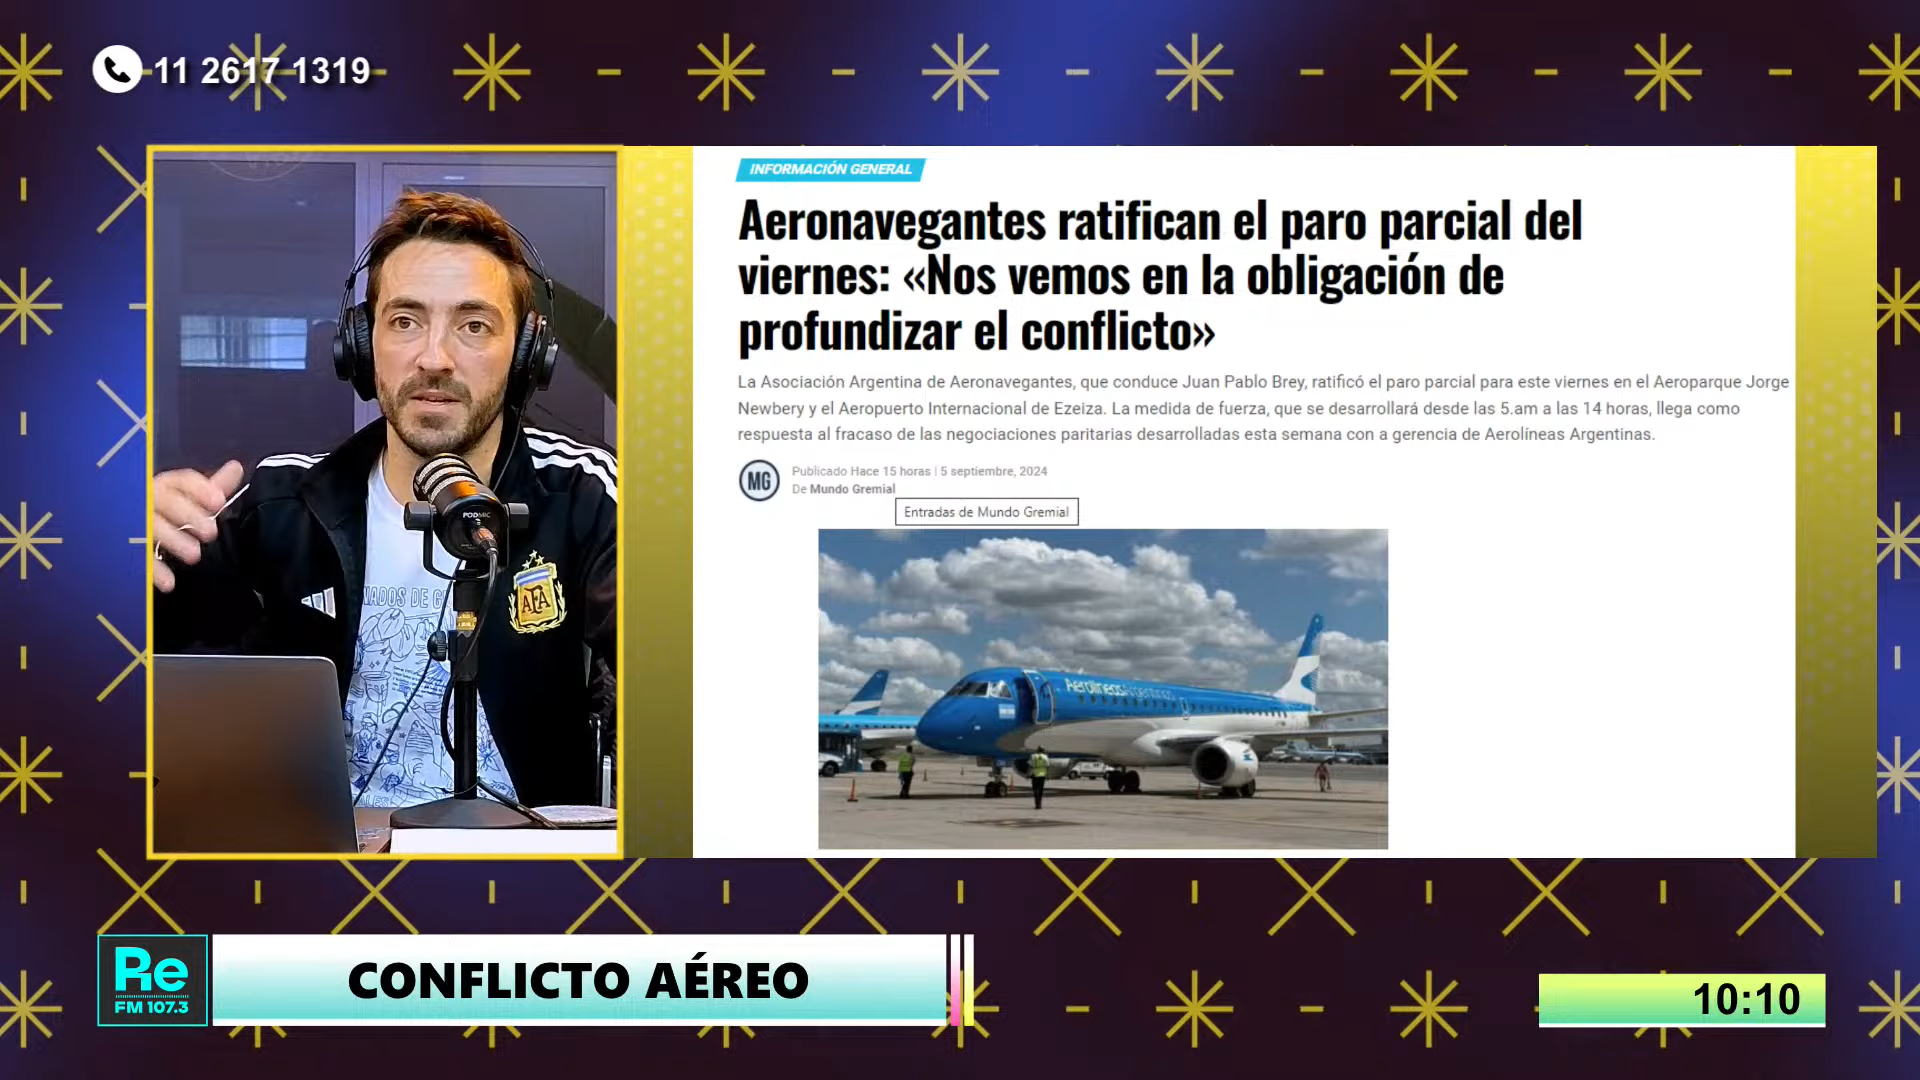 11 2617 1319
INFORMACIÓN GENERAL
Aeronavegantes ratifican el paro parcial del
viernes: «Nos vemos en la obligación de
profundizar el conflicto»
La Asociación Argentina de Aeronavegantes, que conduce Juan Pablo Brey, ratificó el paro parcial para este viernes en el Aeroparque Jorge
Newbery y el Aeropuerto Internacional de Ezeiza. La medida de fuerza, que se desarrollará desde las 5.am a las 14 horas, llega como
respuesta al fracaso de las negociaciones paritarias desarrolladas esta semana con a gerencia de Aerolíneas Argentinas.
MG
Publicado Hace 15 horas | 5 septiembre, 2024
De Mundo Gremial
Entradas de Mundo Gremial
Aerolíneas Argentinas
PODMIC
AFA
Re
FM 107.3
CONFLICTO AÉREO
10:10